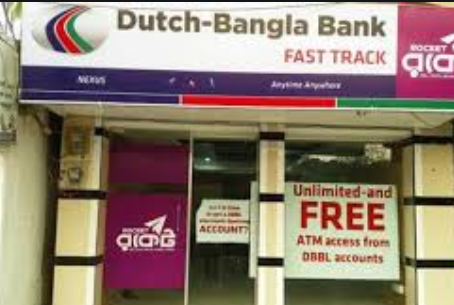 Dutch-Bangla Bank
FAST TRACK
ROCKET
রকেট
NEXUS
Anytime Anywhere
ROCKET
রকেট
ACCOUNT?
Unlimited-and
FREE
ATM access from
DBBL accounts